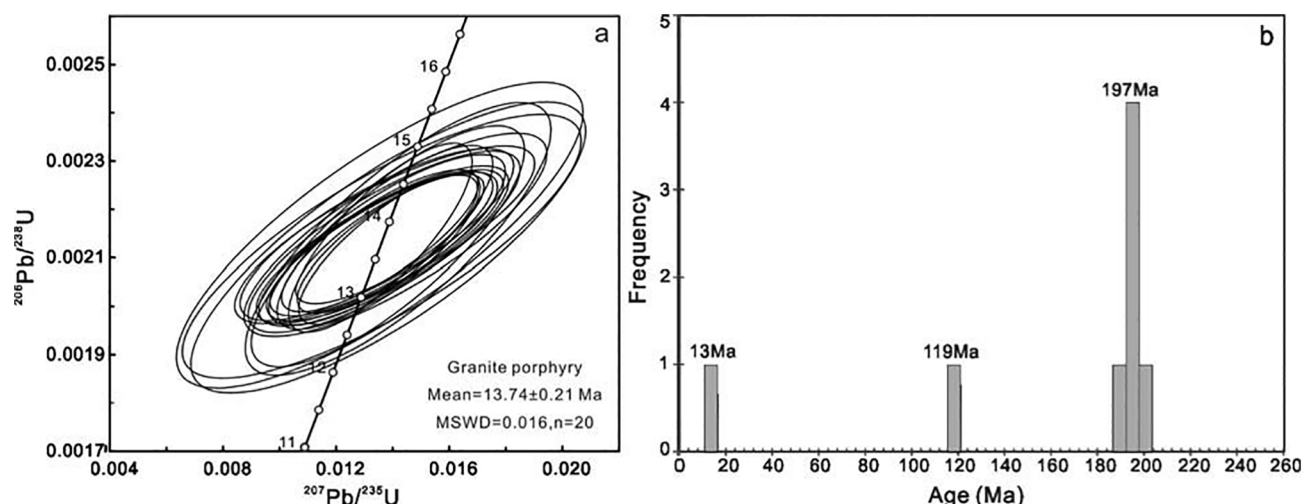 a
0.0025
0.0023
0.0021
0.0019
0.0017
206Pb/238U
16
15
14
13
12
11
Granite porphyry
Mean=13.74±0.21 Ma
MSWD=0.016,n=20
0.004
0.008
0.012
0.016
0.020
207Pb/235U
b
5
4
3
2
1
0
Frequency
13Ma
119Ma
197Ma
0 20 40 60 80 100 120 140 160 180 200 220 240 260
Age (Ma)